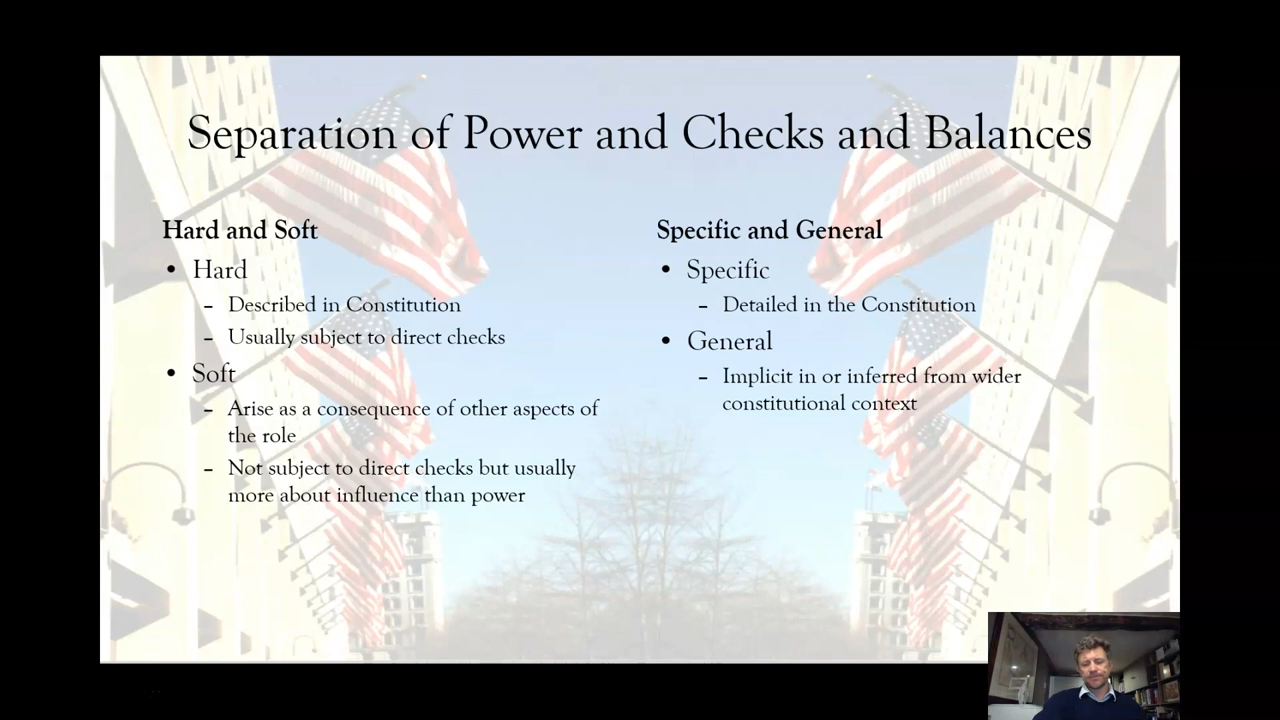 Separation of Power and Checks and Balances
Hard and Soft
• Hard
– Described in Constitution
– Usually subject to direct checks
• Soft
– Arise as a consequence of other aspects of
the role
– Not subject to direct checks but usually
more about influence than power
Specific and General
• Specific
– Detailed in the Constitution
• General
– Implicit in or inferred from wider
constitutional context